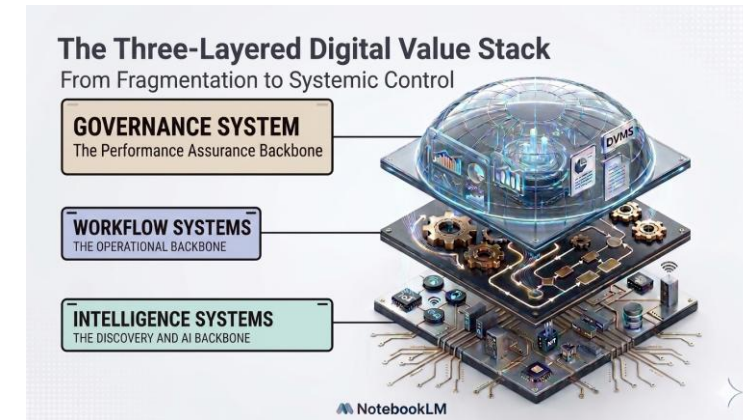 The Three-Layered Digital Value Stack
From Fragmentation to Systemic Control
GOVERNANCE SYSTEM
The Performance Assurance Backbone
DVMS
WORKFLOW SYSTEMS
THE OPERATIONAL BACKBONE
INTELLIGENCE SYSTEMS
THE DISCOVERY AND AI BACKBONE
NotebookLM